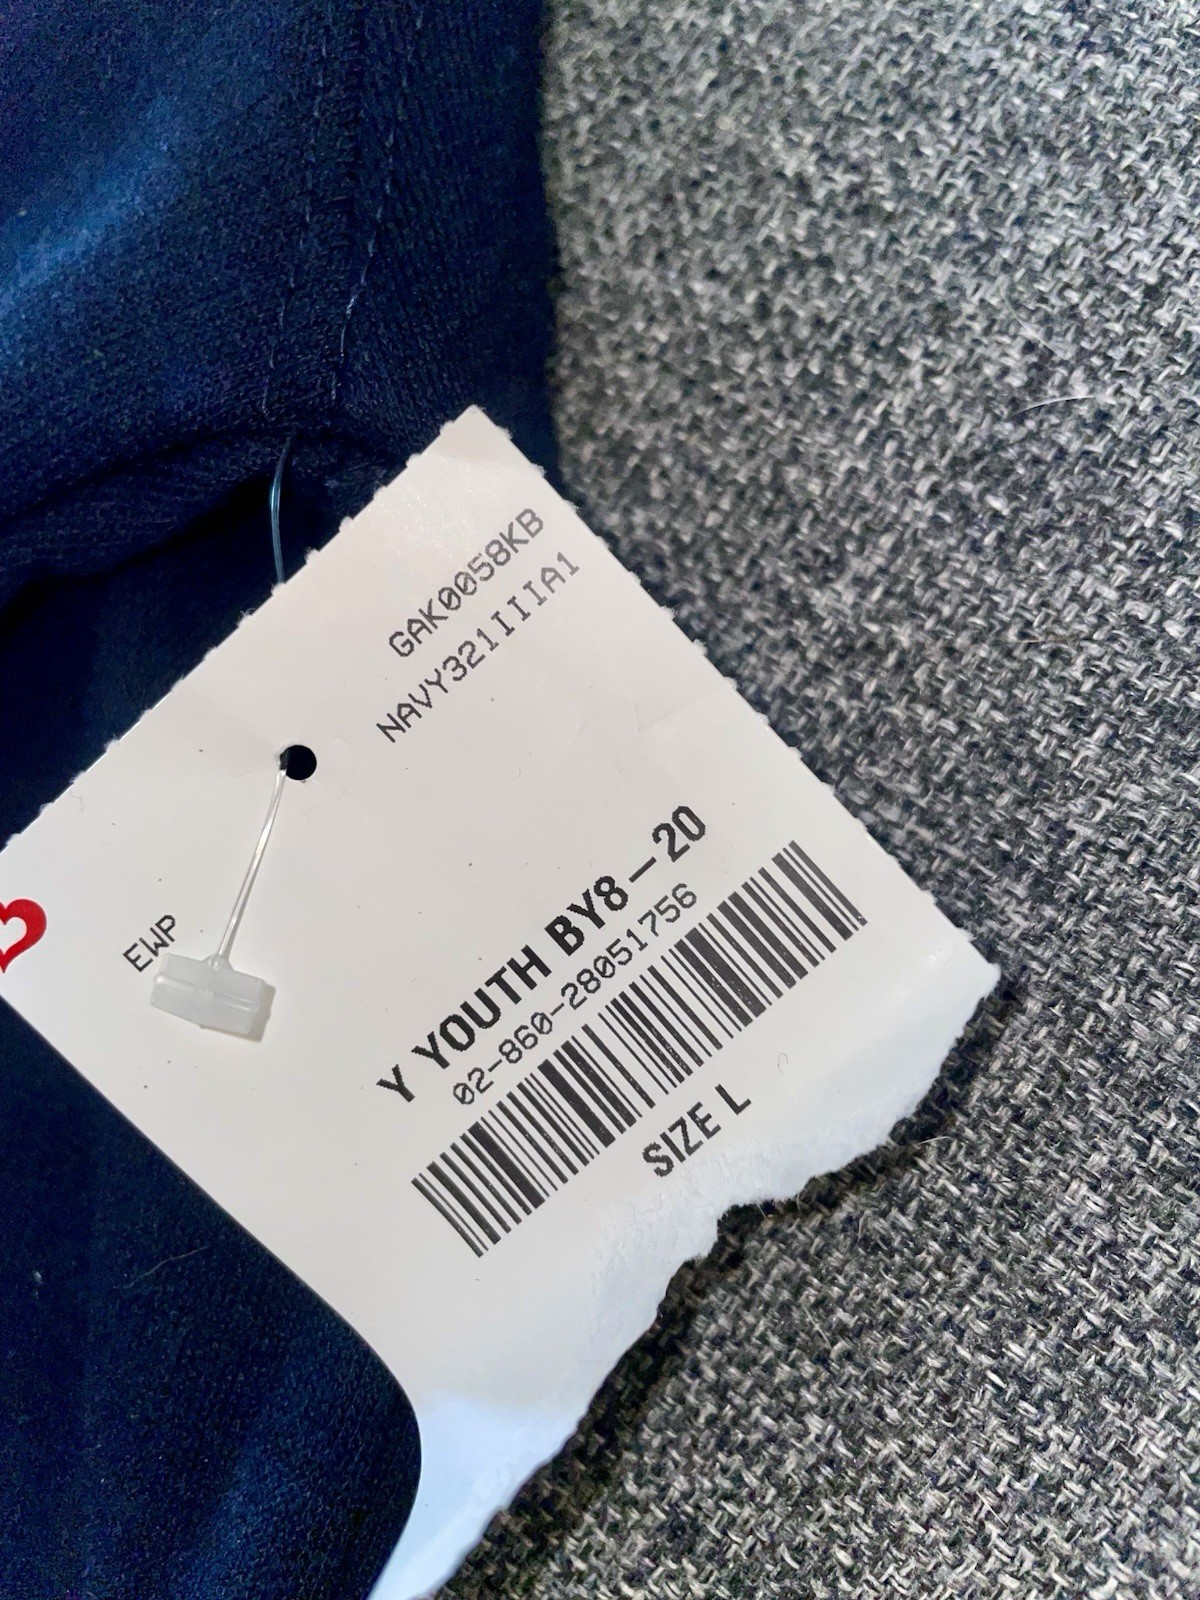 GAK0058KB
NAVY321IIIA1
EWP
Y YOUTH BY8-20
02-860-28051756
SIZE L